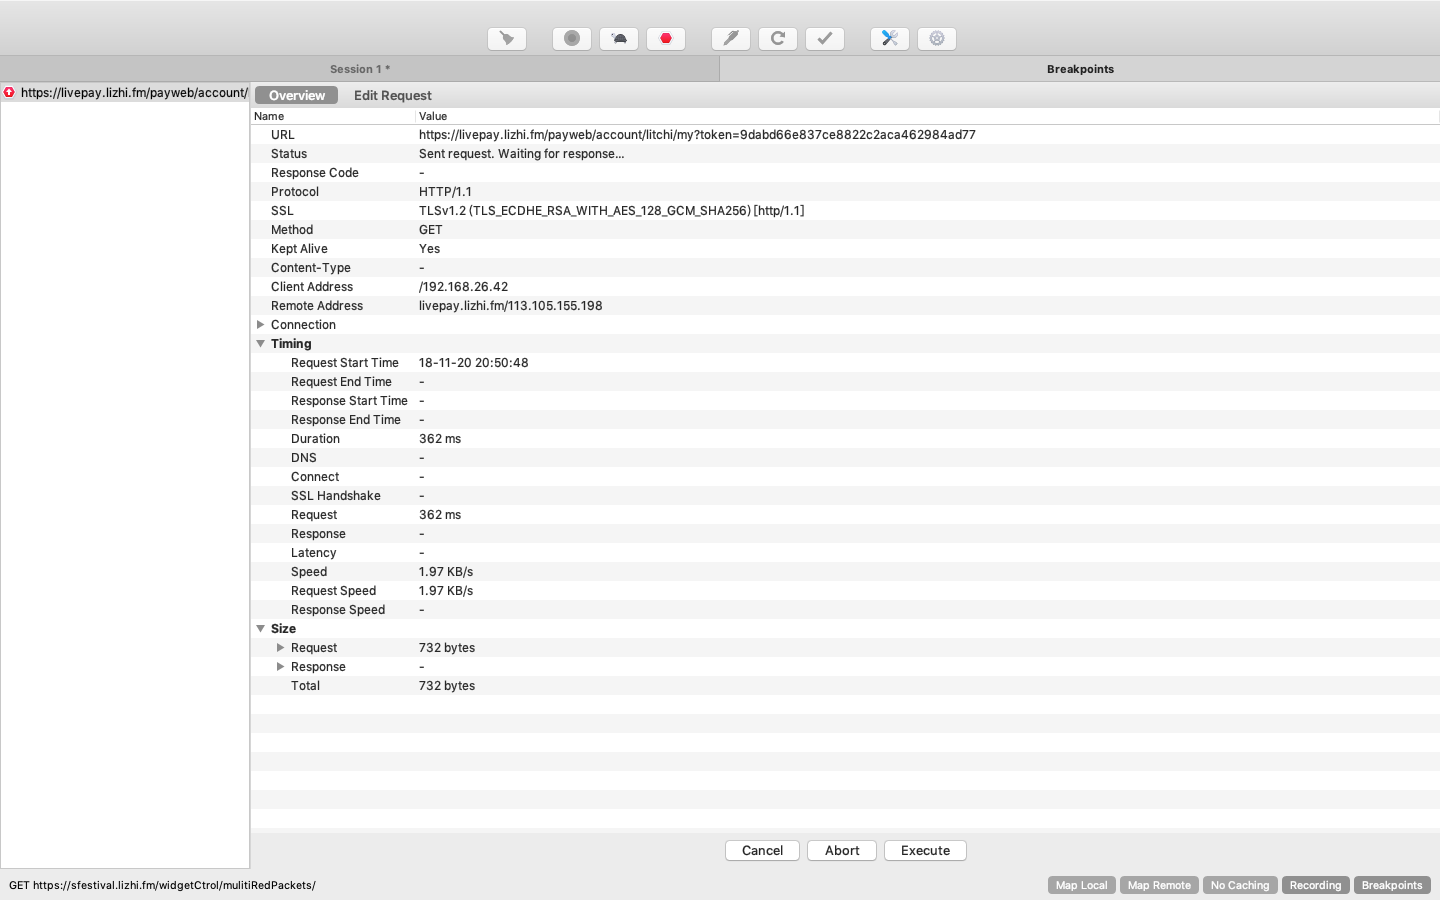 Session 1 *
Breakpoints
https://livepay.lizhi.fm/payweb/account/
Overview
Edit Request
Name Value
URL https://livepay.lizhi.fm/payweb/account/litchi/my?token=9dabd66e837ce8822c2aca462984ad77
Status Sent request. Waiting for response...
Response Code -
Protocol HTTP/1.1
SSL TLSv1.2 (TLS_ECDHE_RSA_WITH_AES_128_GCM_SHA256) [http/1.1]
Method GET
Kept Alive Yes
Content-Type -
Client Address /192.168.26.42
Remote Address livepay.lizhi.fm/113.105.155.198
Connection
Timing
Request Start Time 18-11-20 20:50:48
Request End Time -
Response Start Time -
Response End Time -
Duration 362 ms
DNS -
Connect -
SSL Handshake -
Request 362 ms
Response -
Latency -
Speed 1.97 KB/s
Request Speed 1.97 KB/s
Response Speed -
Size
Request 732 bytes
Response -
Total 732 bytes
Cancel Abort Execute
GET https://sfestival.lizhi.fm/widgetCtrol/mulitiRedPackets/
Map Local Map Remote No Caching Recording Breakpoints